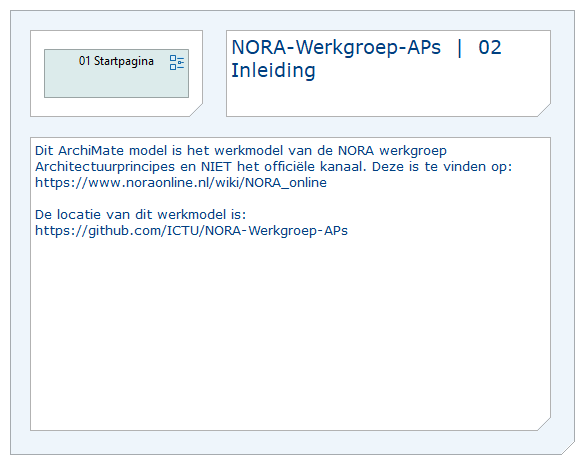 01 Startpagina
NORA-Werkgroep-APs | 02
Inleiding
Dit ArchiMate model is het werkmodel van de NORA werkgroep
Architectuurprincipes en NIET het officiële kanaal. Deze is te vinden op:
https://www.noraonline.nl/wiki/NORA_online
De locatie van dit werkmodel is:
https://github.com/ICTU/NORA-Werkgroep-APs